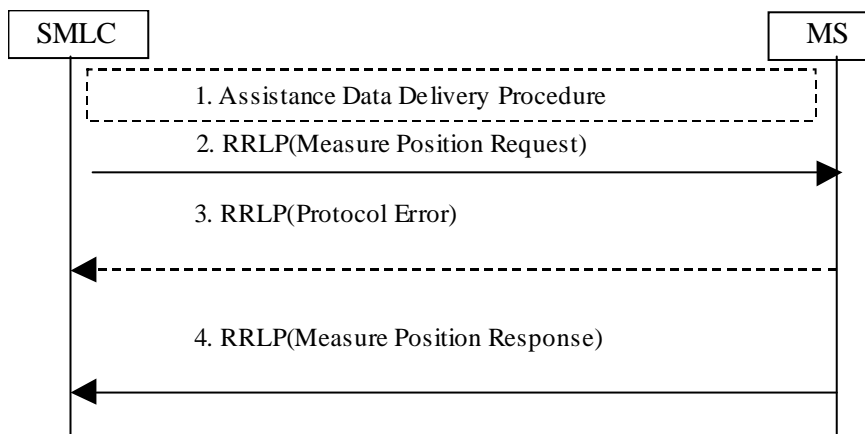 SMLC
MS
1. Assistance Data Delivery Procedure
2. RRLP(Measure Position Request)
3. RRLP(Protocol Error)
4. RRLP(Measure Position Response)